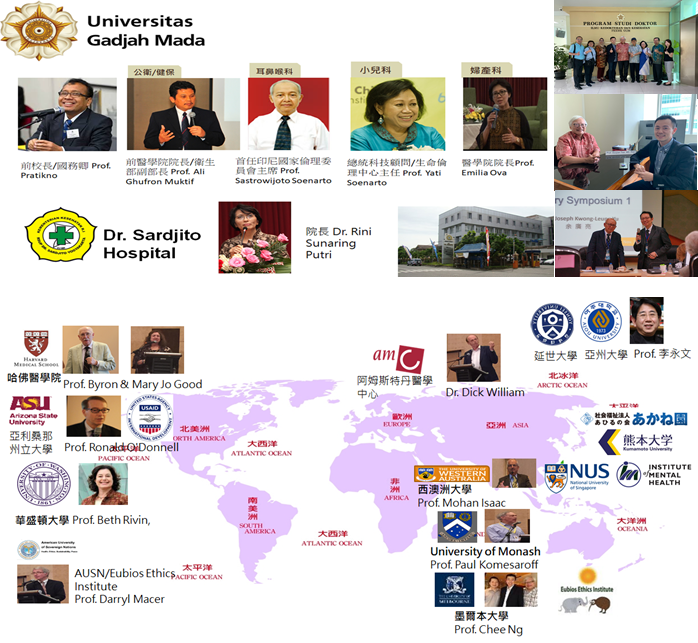 Universitas
Gadjah Mada
PROGRAM STUDI DOKTOR
公衛/健保
耳鼻喉科
小兒科
婦產科
前校長/國務卿 Prof.
Pratikno
前醫學院院長/衛生
部副部長 Prof. Ali
Ghufron Muktif
首任印尼國家倫理委
員會主席 Prof.
Sastrowijoto Soenarto
總統科技顧問/生命倫
理中心主任 Prof. Yati
Soenarto
醫學院院長Prof.
Emilia Ova
ry Symposium 1
Joseph Kwong-Leung
余廣亮
Dr. Sardjito
Hospital
院長 Dr. Rini
Sunaring
Putri
HARVARD
MEDICAL SCHOOL
哈佛醫學院
Prof. Byron & Mary Jo Good
amC
阿姆斯特丹醫學
中心
Dr. Dick William
延世大學
亞州大學
Prof. 李永文
北冰洋
ARCTIC OCEAN
ASU
Arizona State
University
亞利桑那
州立大學
USAID
Prof. Ronald O'Donnell
北美洲
NORTH AMERICA
PACIFIC OCEAN
大西洋
ATLANTIC OCEAN
歐洲
EUROPE
亞洲 ASIA
社会福祉法人
あひるの会 あかね園
熊本大学
Kumamoto University
華盛頓大學 Prof. Beth Rivin,
非洲
AFRICA
THE UNIVERSITY OF
WESTERN
AUSTRALIA
西澳洲大學
Prof. Mohan Isaac
NUS
National University
of Singapore
INSTITUTE
OF MENTAL
HEALTH
南美洲
SOUTH
AMERICA
大西洋
ATLANTIC OCEAN
大洋洲
OCEANIA
University of Monash
Prof. Paul Komesaroff
American University
of Sovereign Nations
太平洋
PACIFIC OCEAN
AUSN/Eubios Ethics
Institute
Prof. Darryl Macer
MELBOURNE
墨爾本大學
Prof. Chee Ng
Eubios Ethics Institute